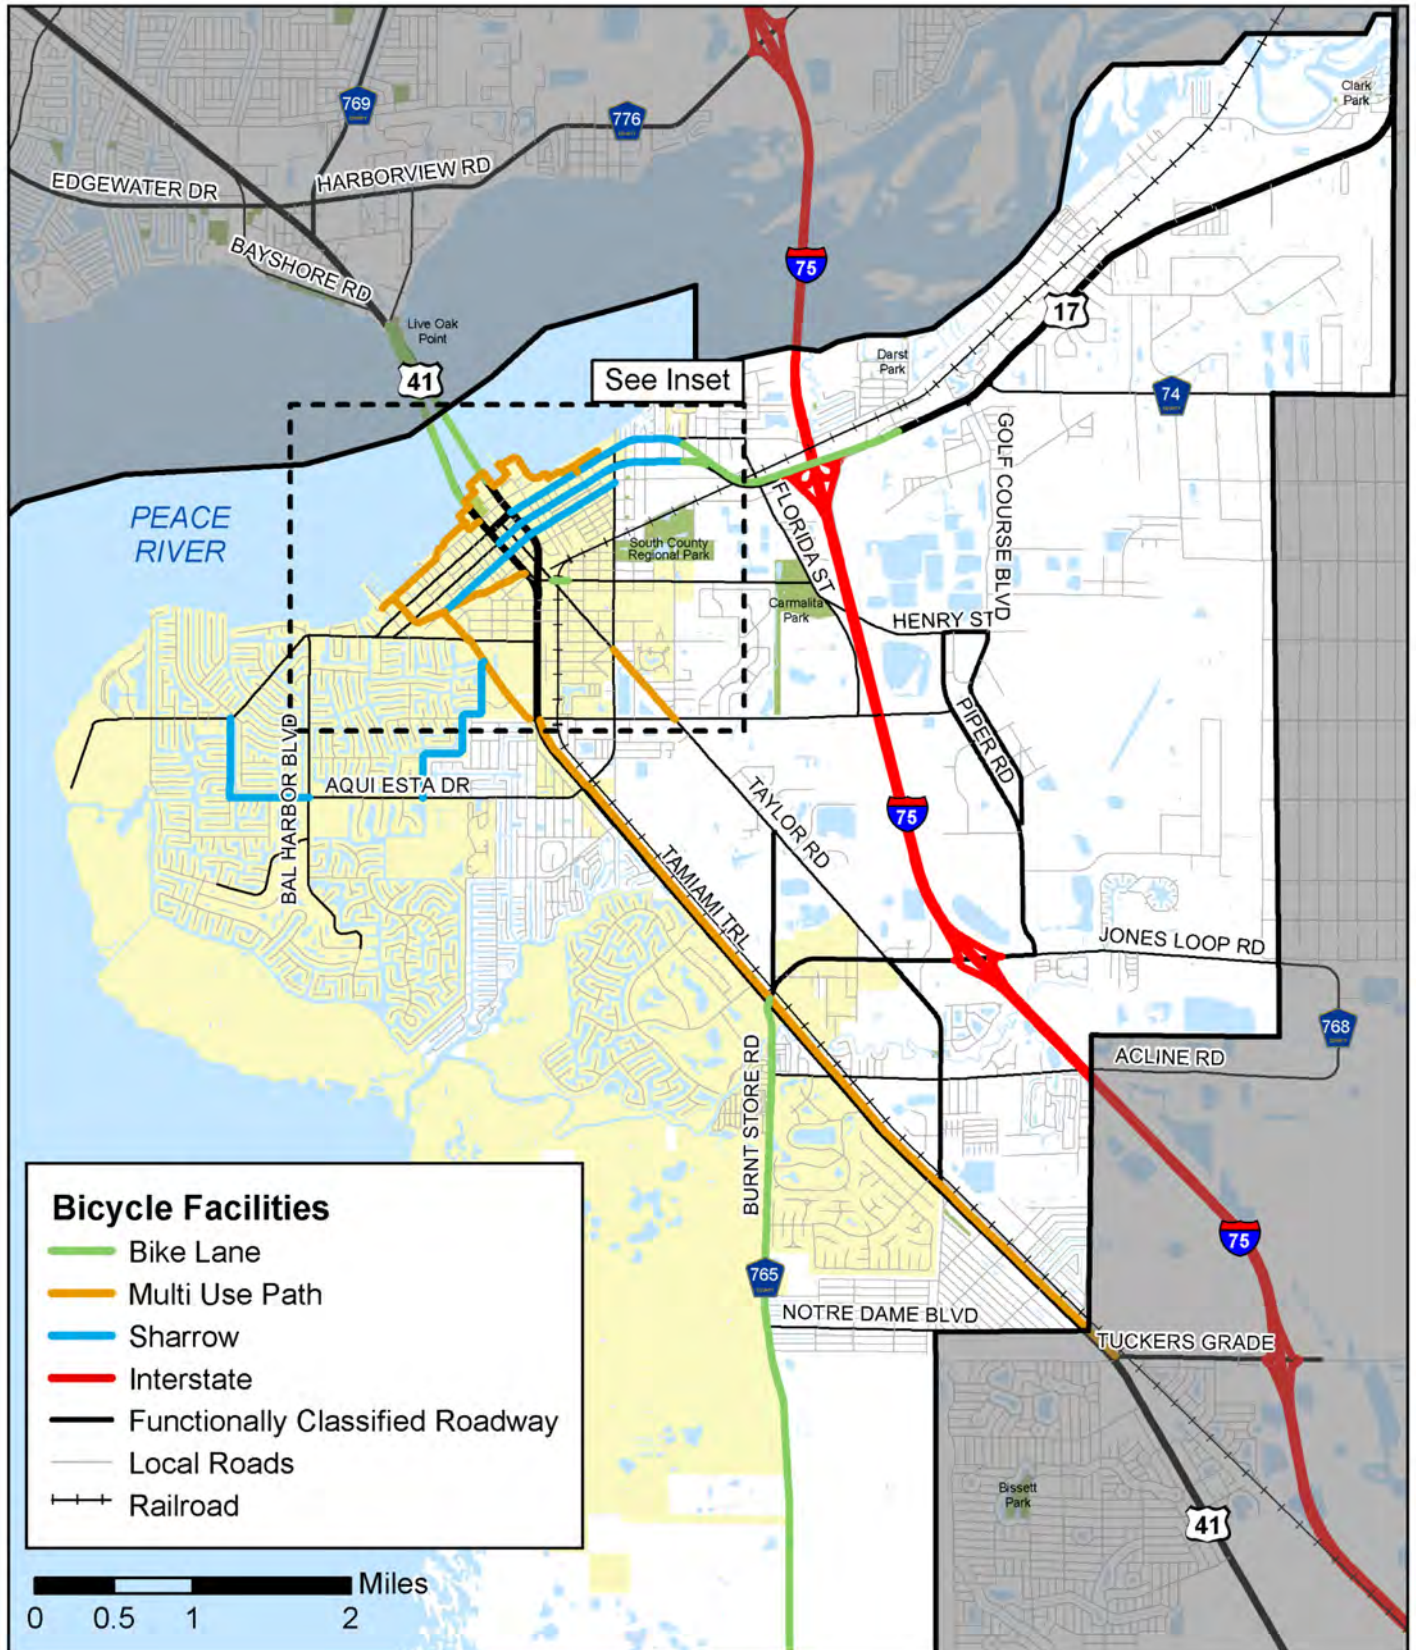 769
776
EDGEWATER DR
HARBORVIEW RD
BAYSHORE RD
Clark
Park
75
17
Live Oak
Point
41
See Inset
Darst
Park
74
GOLF COURSE BLVD
PEACE
RIVER
FLORIDA ST
South County
Regional Park
Carmalita
Park
HENRY ST
BAL HARBOR BLVD
PIPER RD
AQUI ESTA DR
TAYLOR RD
75
TAMIAMI TRL
JONES LOOP RD
768
ACLINE RD
BURNT STORE RD
75
765
NOTRE DAME BLVD
TUCKERS GRADE
Bissett
Park
41
Bicycle Facilities
Bike Lane
Multi Use Path
Sharrow
Interstate
Functionally Classified Roadway
Local Roads
Railroad
Miles
0 0.5 1 2